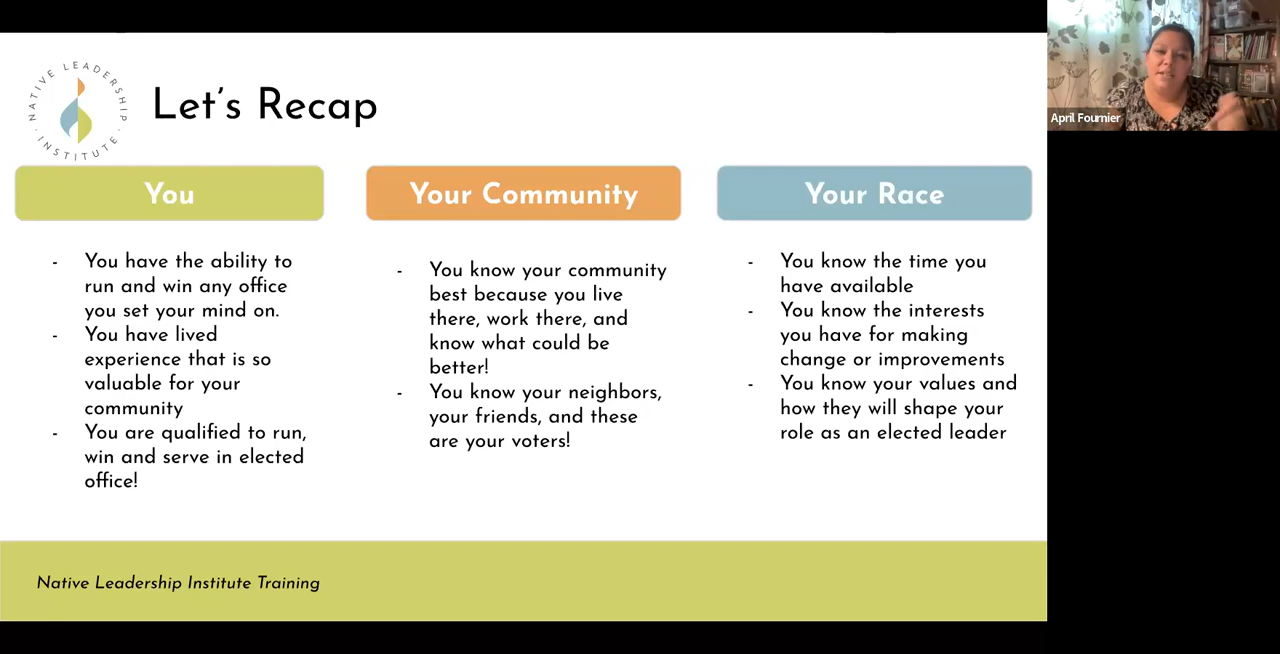 NATIVE LEADERSHIP
· INSTITUTE ·
Let's Recap
You
- You have the ability to
run and win any office
you set your mind on.
- You have lived
experience that is so
valuable for your
community
- You are qualified to run,
win and serve in elected
office!
Your Community
- You know your community
best because you live
there, work there, and
know what could be
better!
- You know your neighbors,
your friends, and these
are your voters!
Your Race
- You know the time you
have available
- You know the interests
you have for making
change or improvements
- You know your values and
how they will shape your
role as an elected leader
Native Leadership Institute Training
April Fournier